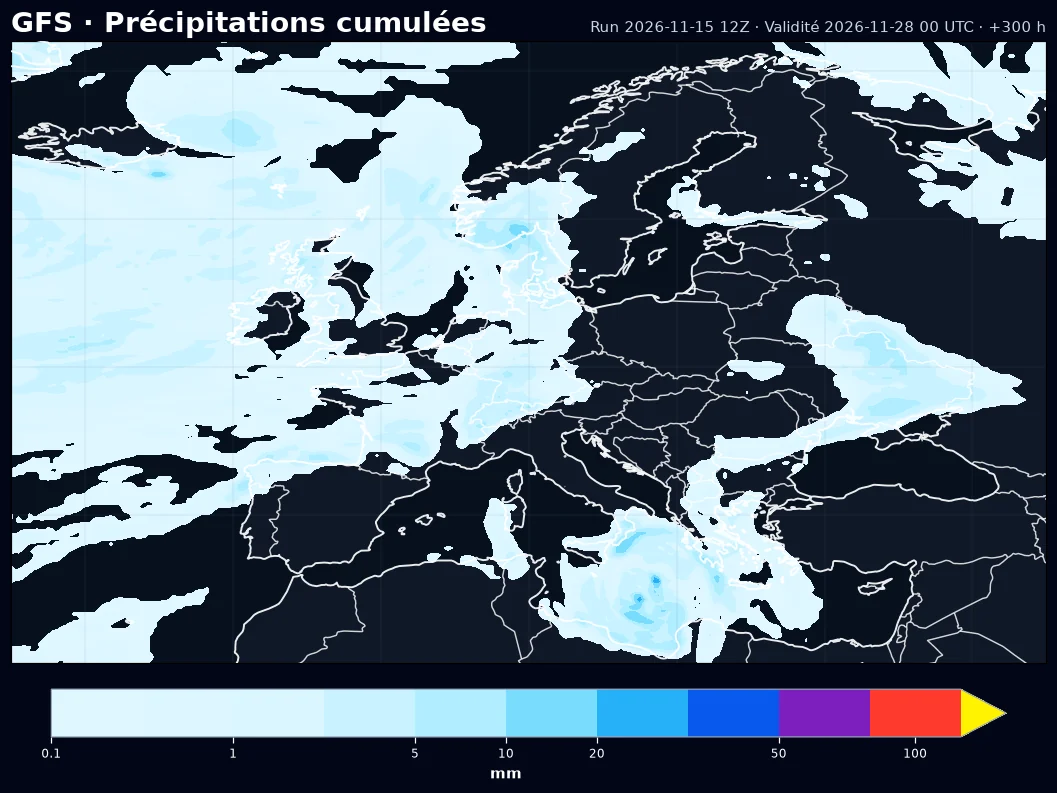 GFS · Précipitations cumulées
Run 2026-11-15 12Z · Validité 2026-11-28 00 UTC · +300 h
0.1 1 5 10 20 50 100
mm